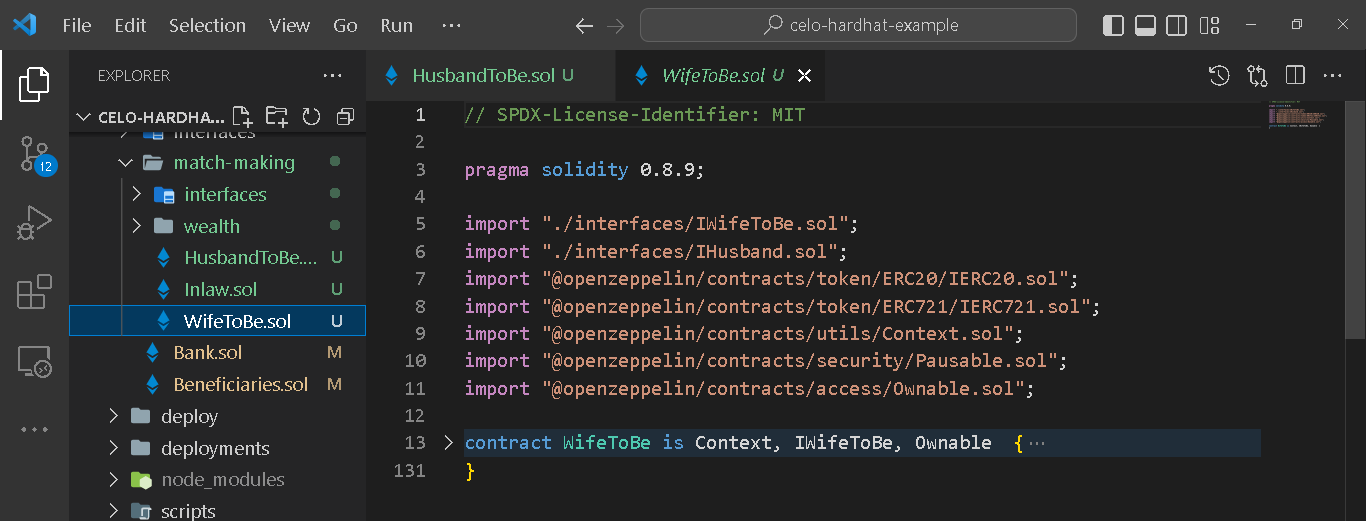 File Edit Selection View Go Run ··· celo-hardhat-example
EXPLORER ···
HusbandToBe.sol U
WifeToBe.sol U
CELO-HARDHA...
interfaces
match-making
interfaces
wealth
HusbandToBe.... U
Inlaw.sol U
WifeToBe.sol U
Bank.sol M
Beneficiaries.sol M
deploy
deployments
node_modules
scripts
12
1 // SPDX-License-Identifier: MIT
2
3 pragma solidity 0.8.9;
4
5 import "./interfaces/IWifeToBe.sol";
6 import "./interfaces/IHusband.sol";
7 import "@openzeppelin/contracts/token/ERC20/IERC20.sol";
8 import "@openzeppelin/contracts/token/ERC721/IERC721.sol";
9 import "@openzeppelin/contracts/utils/Context.sol";
10 import "@openzeppelin/contracts/security/Pausable.sol";
11 import "@openzeppelin/contracts/access/Ownable.sol";
12
13 contract WifeToBe is Context, IWifeToBe, Ownable {···
131 }